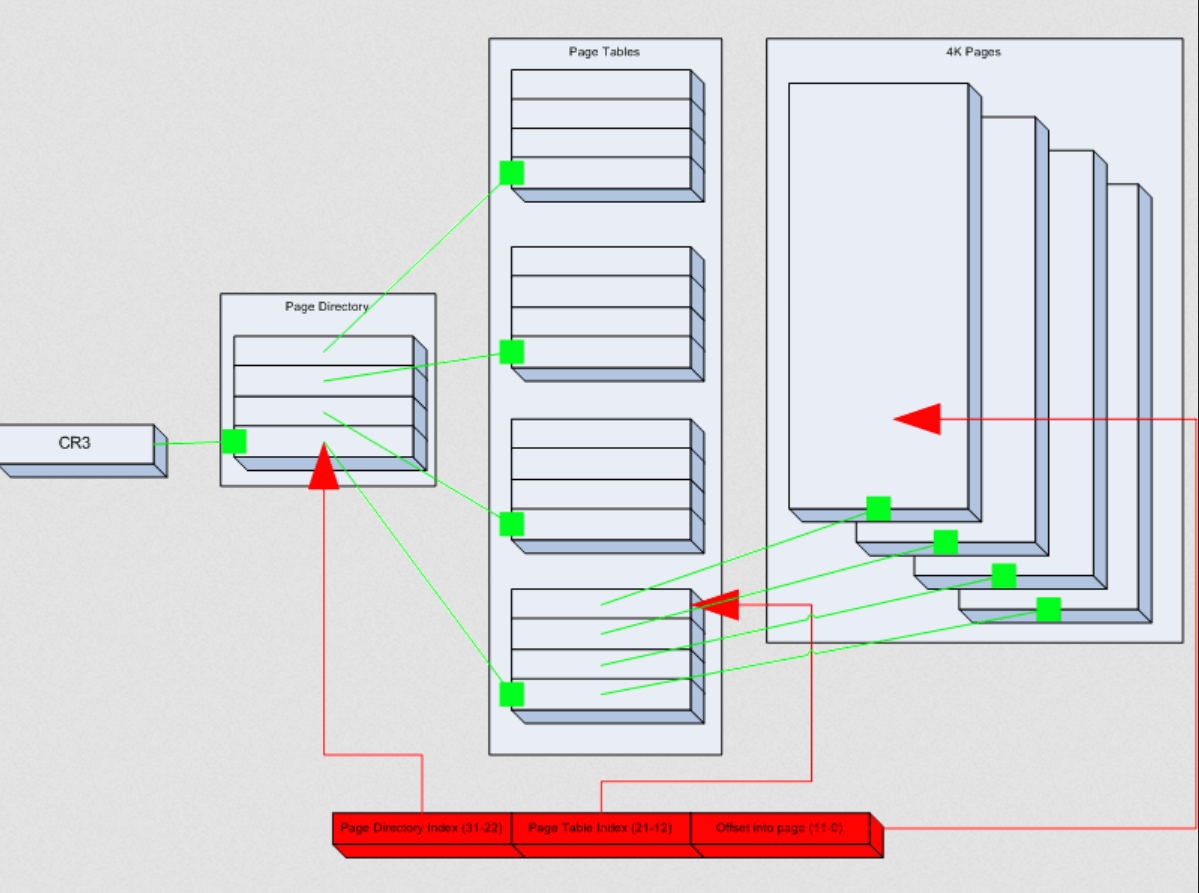 Page Tables
4K Pages
Page Directory
CR3
Page Directory Index (31-22)
Page Table Index (21-12)
Offset into page (11-0)